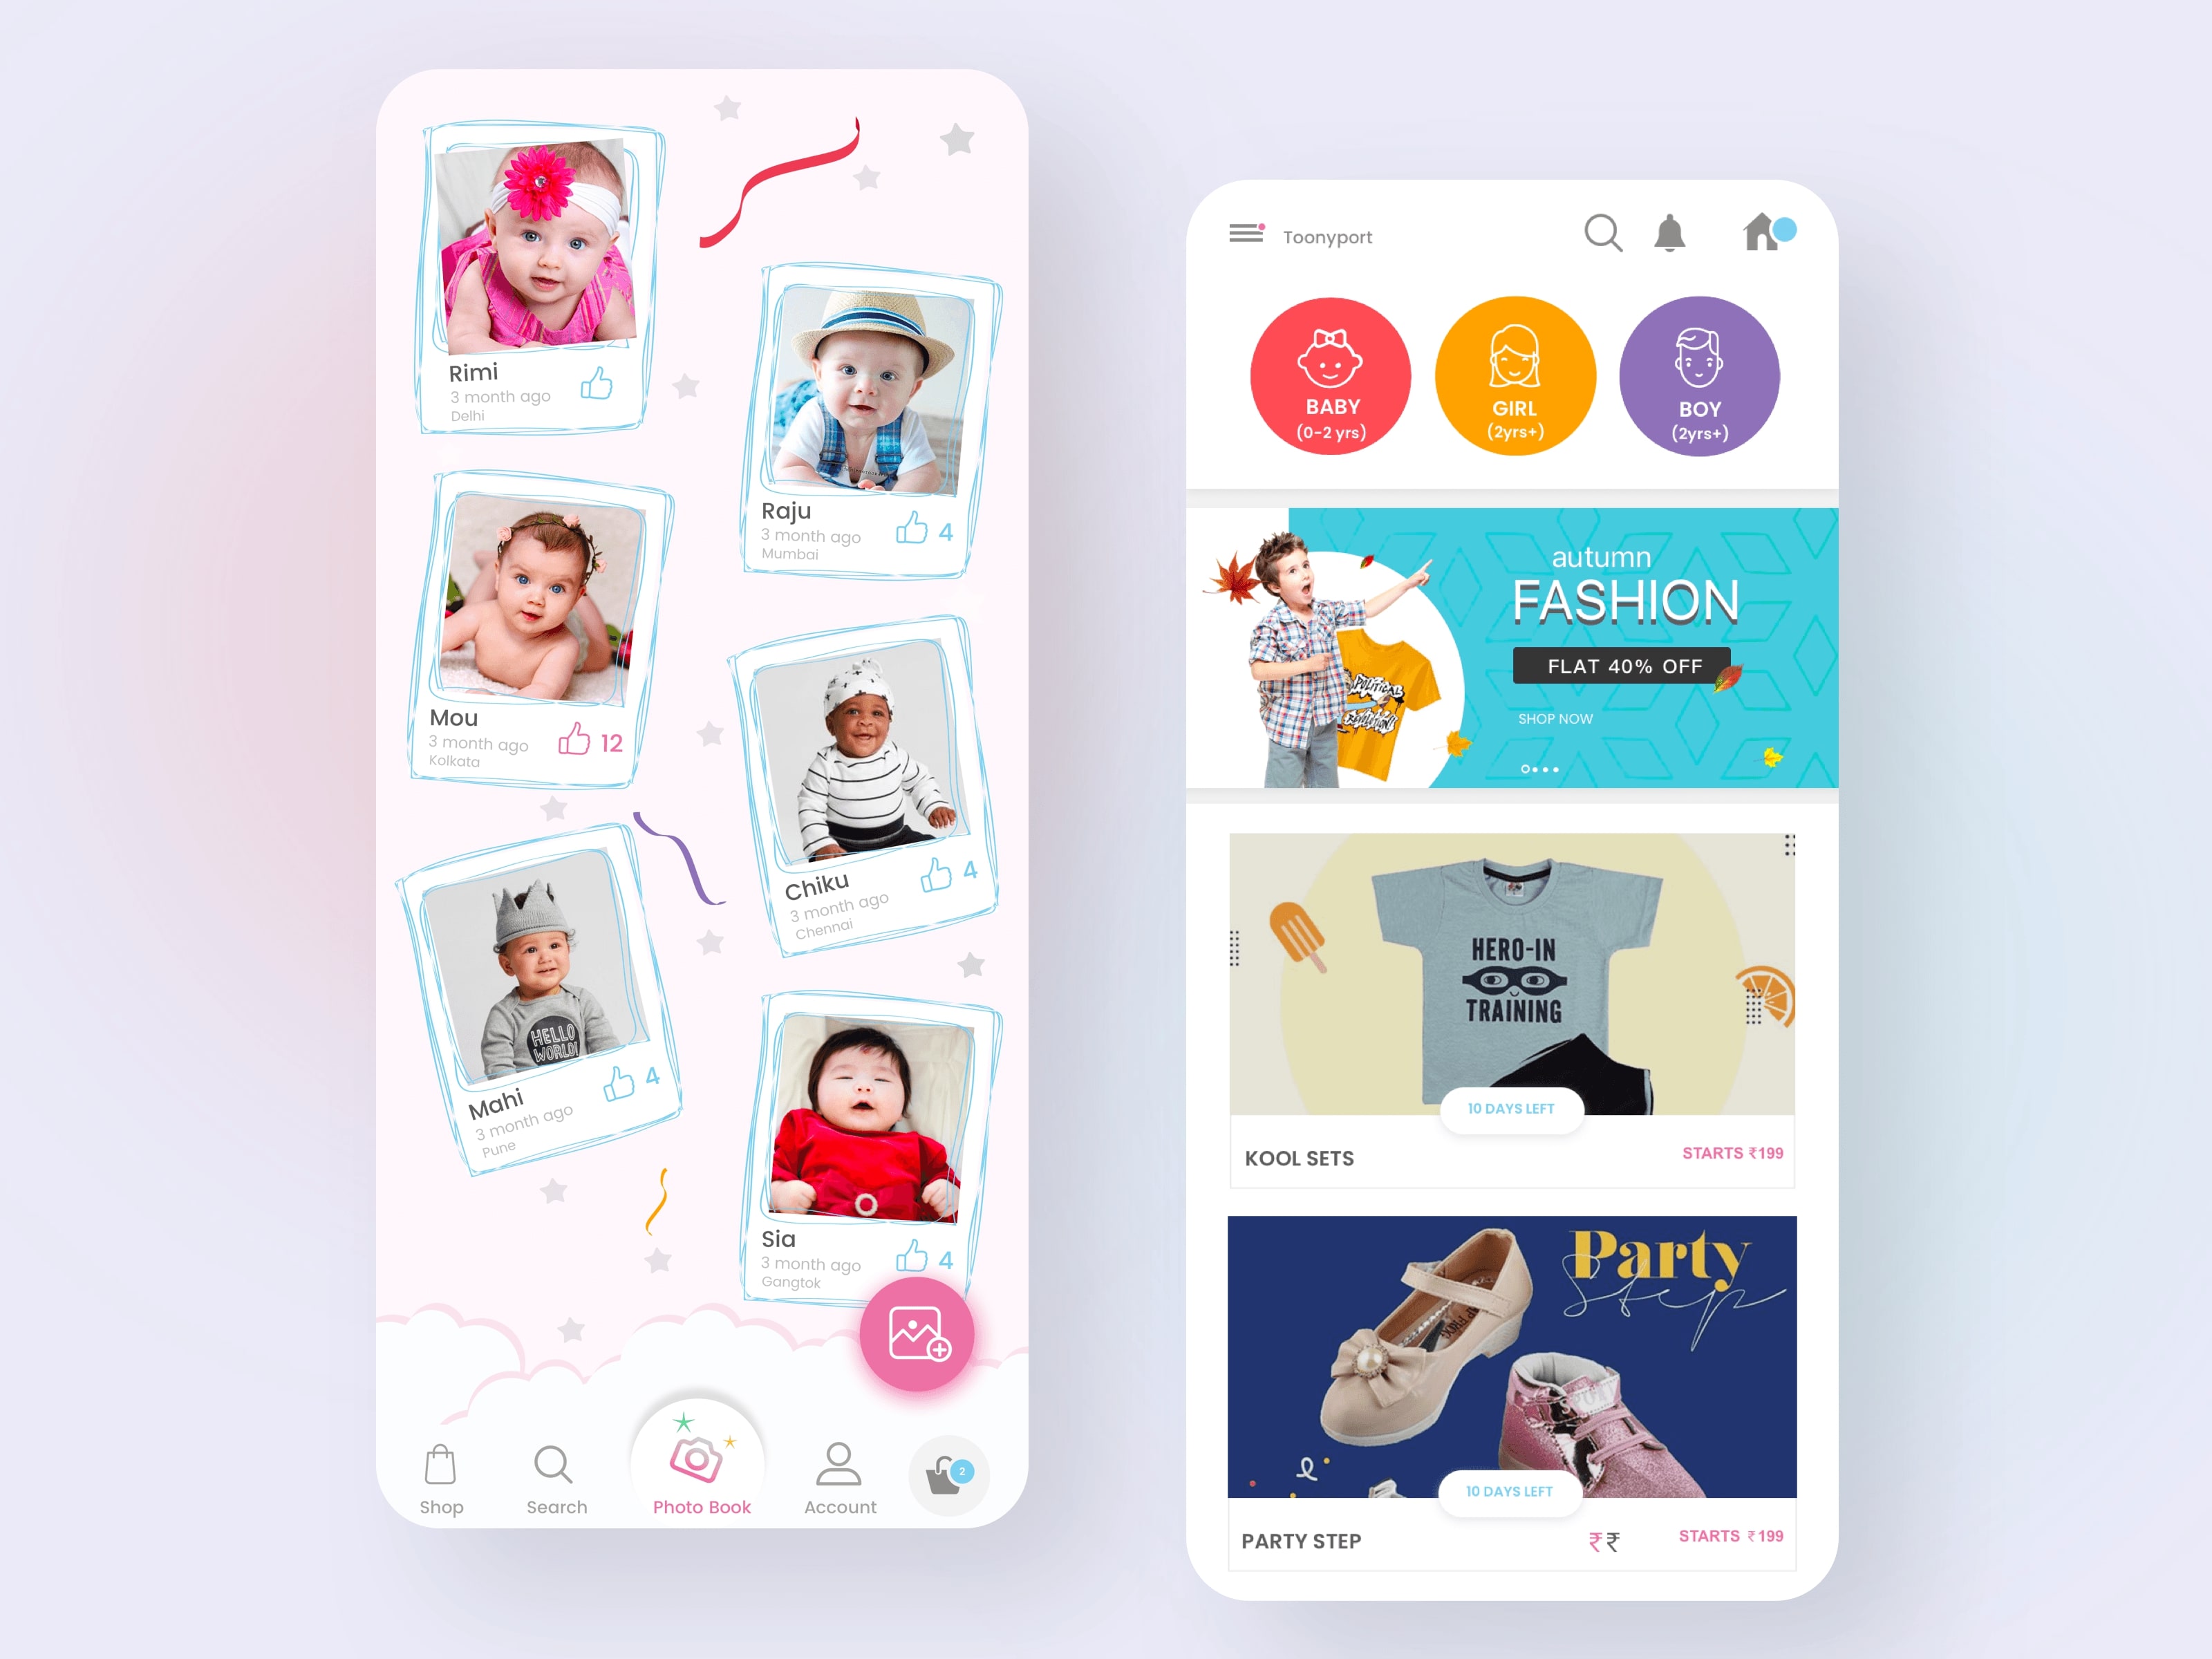 Rimi
3 month ago
Delhi
Raju
3 month ago
Mumbai
4
Mou
3 month ago
Kolkata
12
Chiku
3 month ago
Chennai
4
HELLO
WORLD!
Mahi
3 month ago
Pune
4
Sia
3 month ago
Gangtok
4
Shop
Search
Photo Book
Account
2
Toonyport
BABY
(0-2 yrs)
GIRL
(2yrs+)
BOY
(2yrs+)
autumn
FASHION
FLAT 40% OFF
SHOP NOW
POLITICAL
REVOLUTION!
HERO-IN
TRAINING
10 DAYS LEFT
KOOL SETS
STARTS ₹199
Party
Step
10 DAYS LEFT
PARTY STEP
₹₹
STARTS ₹199